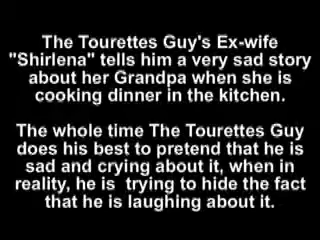 The Tourettes Guy's Ex-wife
"Shirlena" tells him a very sad story
about her Grandpa when she is
cooking dinner in the kitchen.
The whole time The Tourettes Guy
does his best to pretend that he is
sad and crying about it, when in
reality, he is  trying to hide the fact
that he is laughing about it.